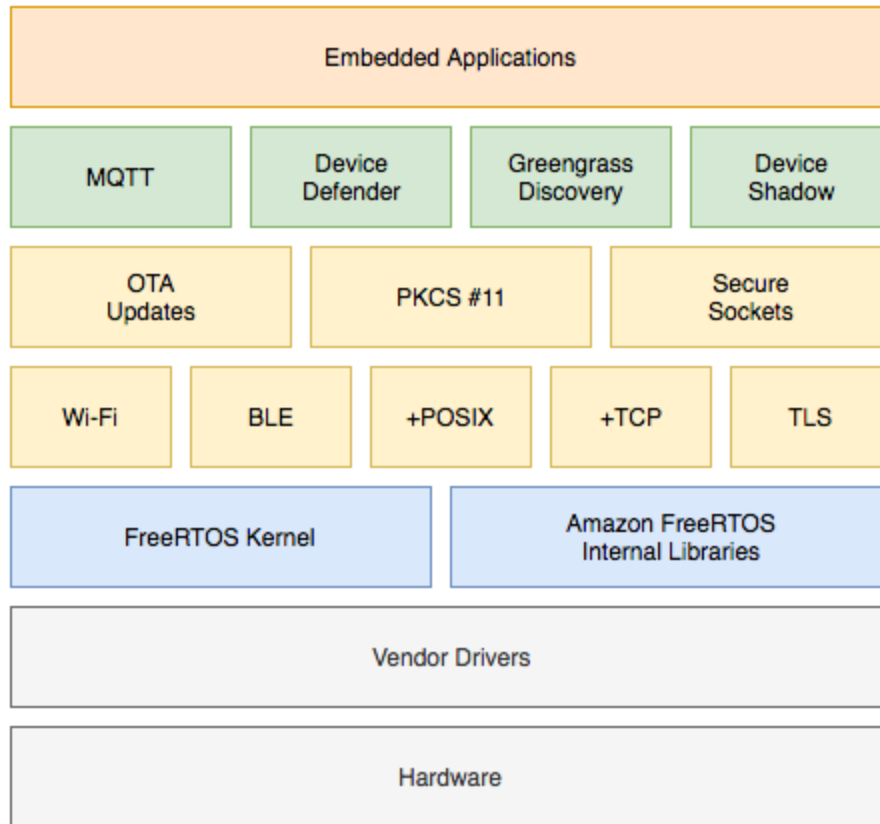 Embedded Applications
MQTT
Device
Defender
Greengrass
Discovery
Device
Shadow
OTA
Updates
PKCS #11
Secure
Sockets
Wi-Fi
BLE
+POSIX
+TCP
TLS
FreeRTOS Kernel
Amazon FreeRTOS
Internal Libraries
Vendor Drivers
Hardware